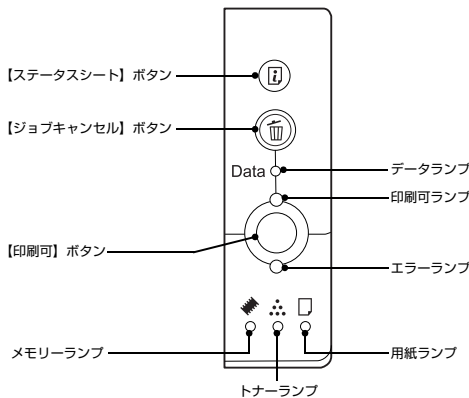 【ステータスシート】ボタン
【ジョブキャンセル】ボタン
Data
データランプ
印刷可ランプ
【印刷可】ボタン
エラーランプ
メモリーランプ
用紙ランプ
トナーランプ